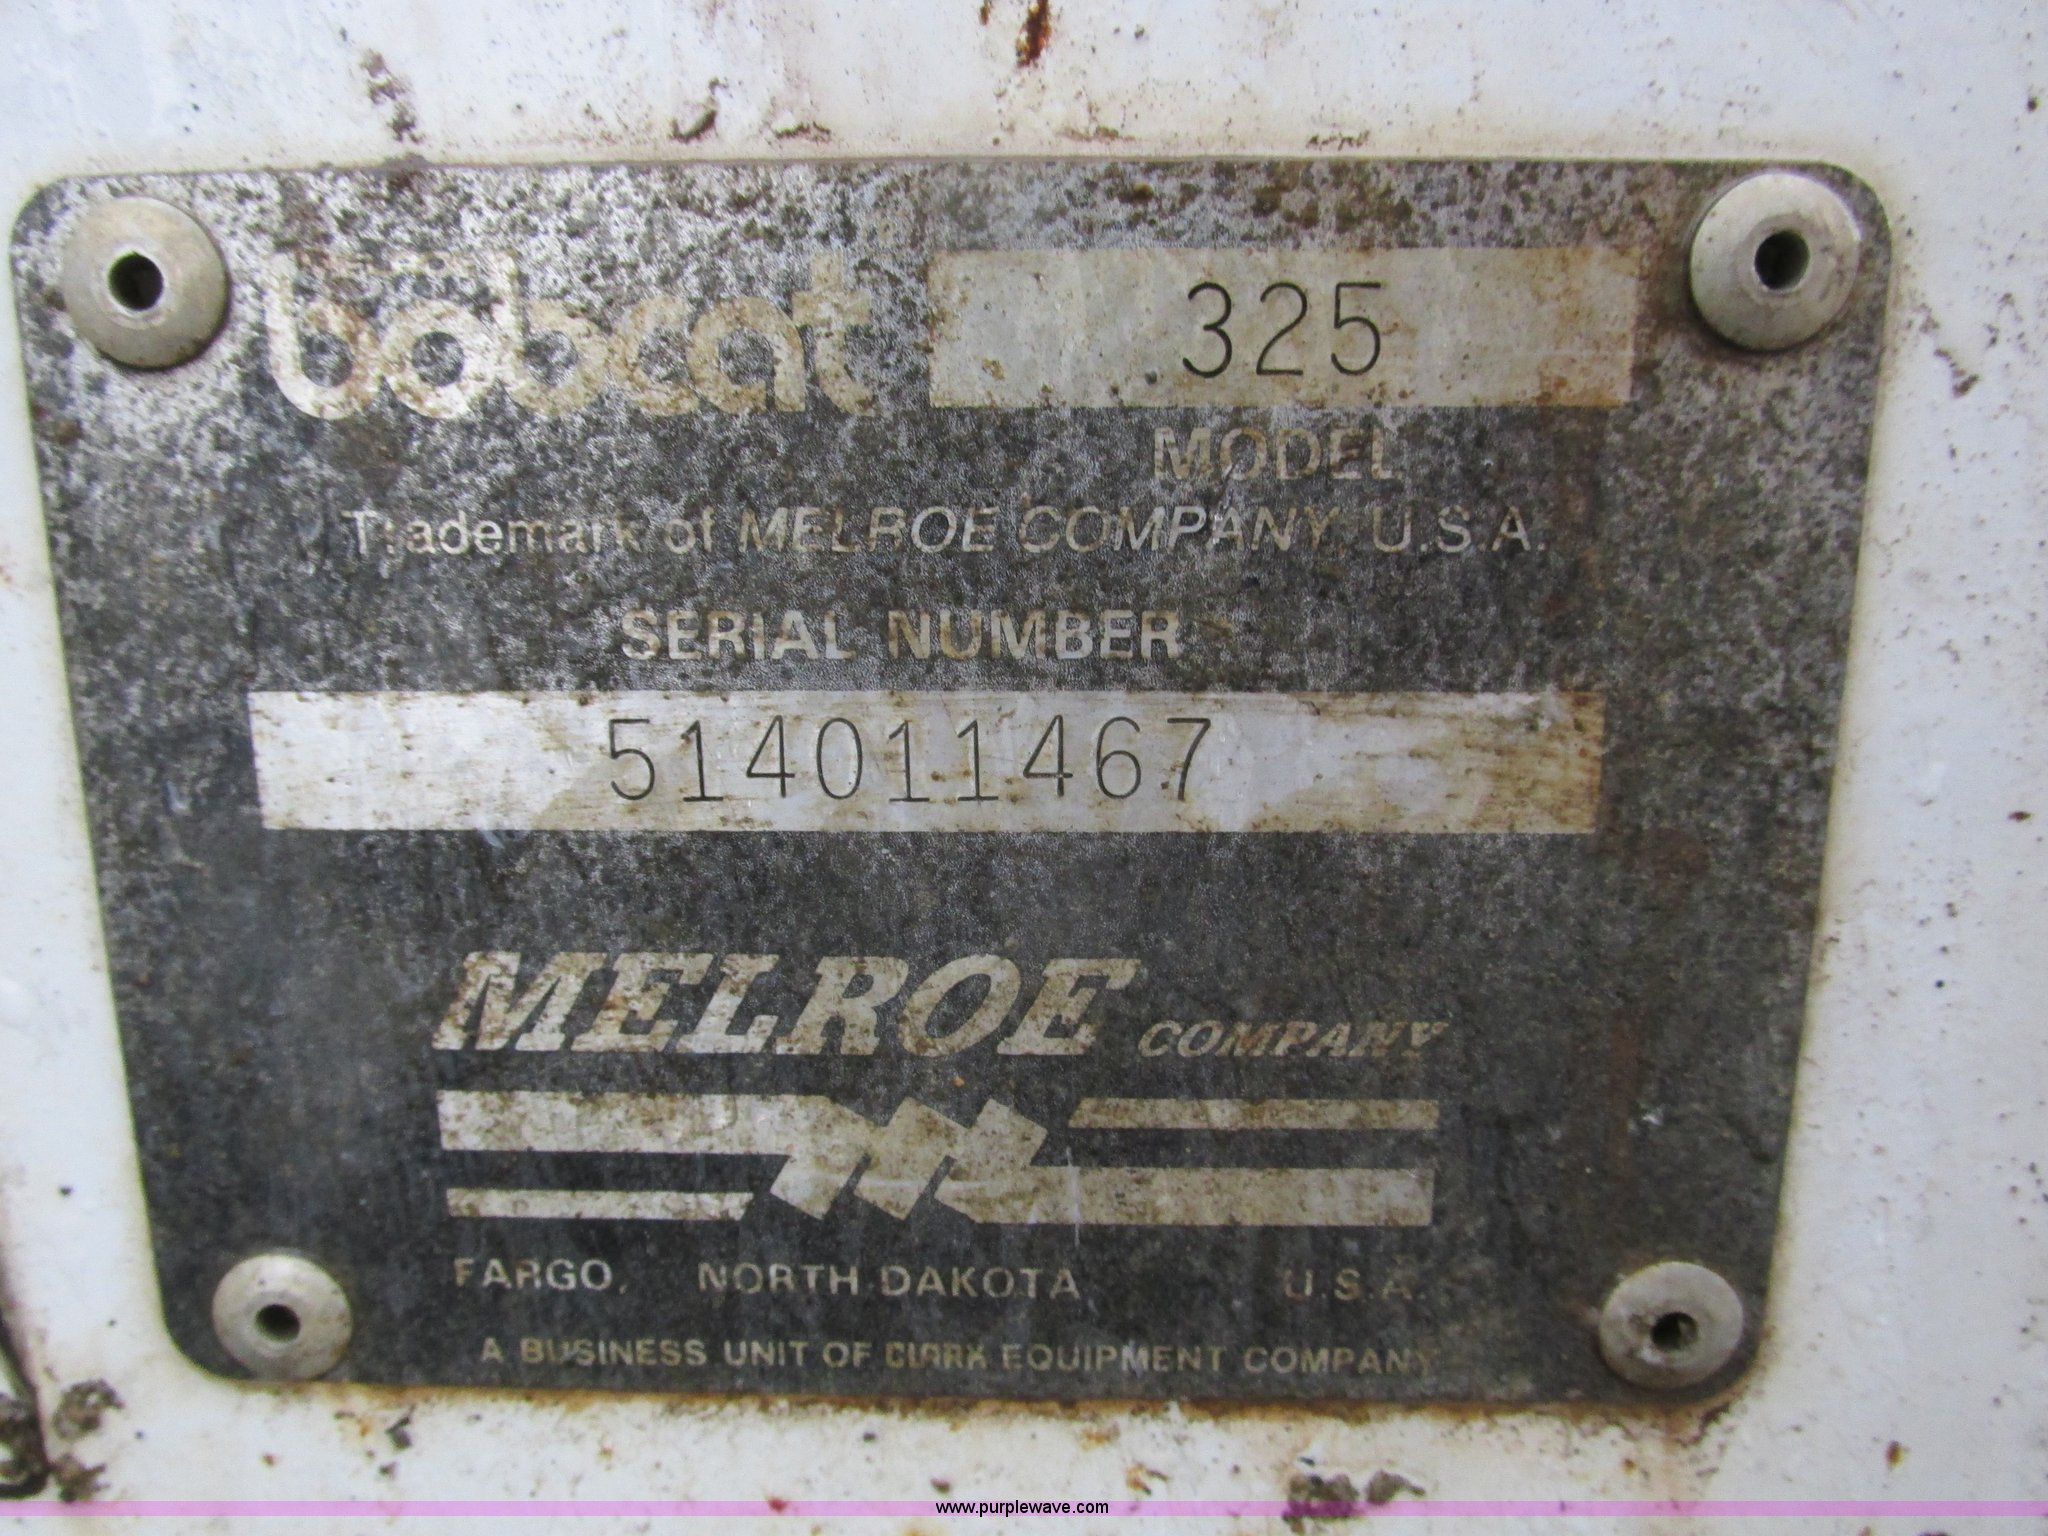 bobcat 325
MODEL
Trademark of MELROE COMPANY, U.S.A.
SERIAL NUMBER
514011467
MELROE COMPANY
FARGO, NORTH DAKOTA U.S.A.
A BUSINESS UNIT OF CLARK EQUIPMENT COMPANY
www.purplewave.com